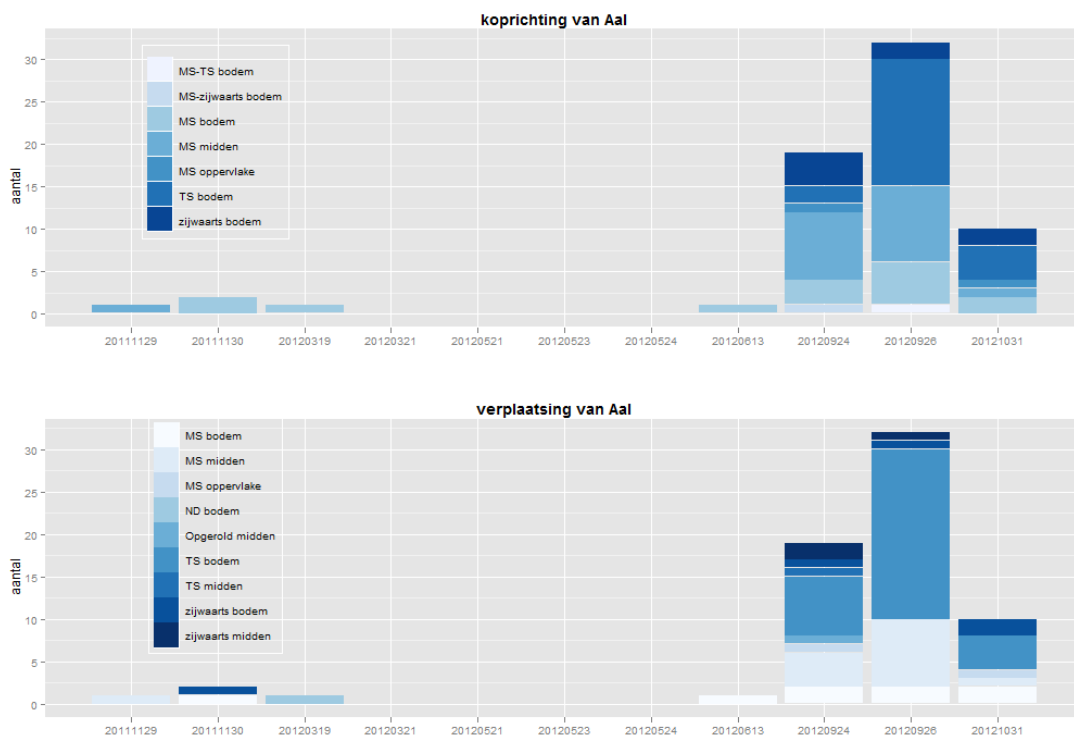 koprichting van Aal
aantal
30
25
20
15
10
5
0
MS-TS bodem
MS-zijwaarts bodem
MS bodem
MS midden
MS oppervlake
TS bodem
zijwaarts bodem
20111129 20111130 20120319 20120321 20120521 20120523 20120524 20120613 20120924 20120926 20121031
verplaatsing van Aal
aantal
30
25
20
15
10
5
0
MS bodem
MS midden
MS oppervlake
ND bodem
Opgerold midden
TS bodem
TS midden
zijwaarts bodem
zijwaarts midden
20111129 20111130 20120319 20120321 20120521 20120523 20120524 20120613 20120924 20120926 20121031